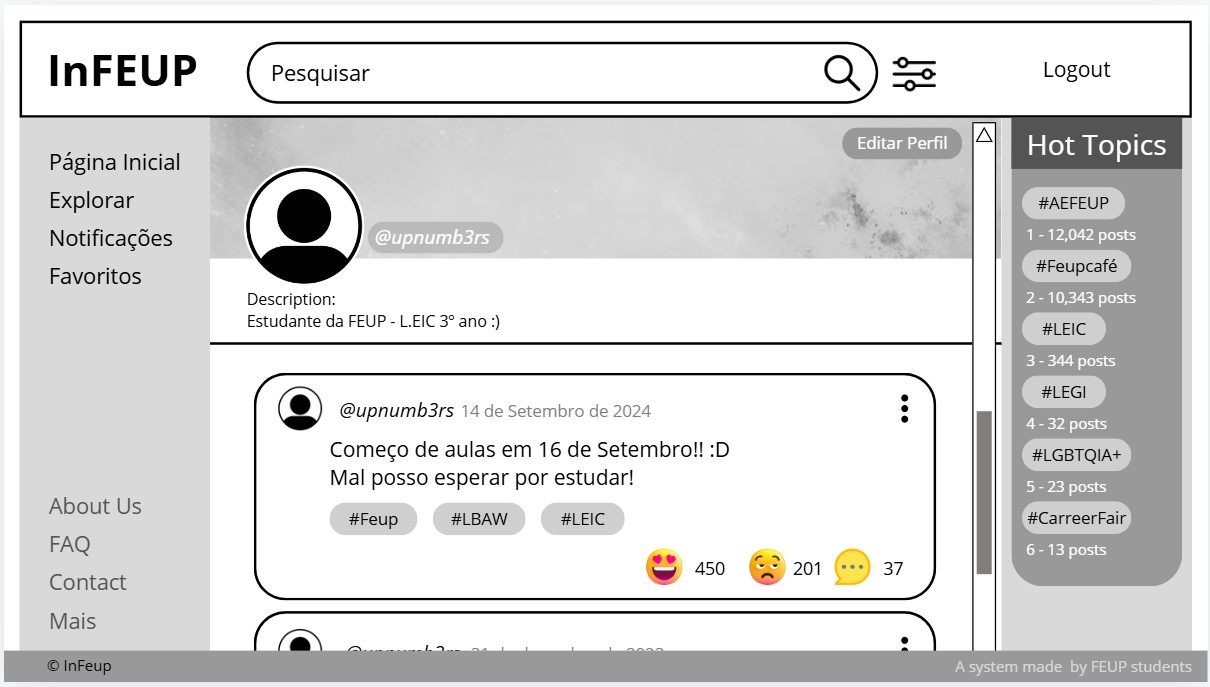 InFEUP
Pesquisar
Logout
Página Inicial
Explorar
Notificações
Favoritos
About Us
FAQ
Contact
Mais
Editar Perfil
@upnumb3rs
Description:
Estudante da FEUP - L.EIC 3º ano :)
@upnumb3rs 14 de Setembro de 2024
Começo de aulas em 16 de Setembro!! :D
Mal posso esperar por estudar!
#Feup #LBAW #LEIC
450 201 37
@upnumb3rs
Hot Topics
#AEFEUP
1 - 12,042 posts
#Feupcafé
2 - 10,343 posts
#LEIC
3 - 344 posts
#LEGI
4 - 32 posts
#LGBTQIA+
5 - 23 posts
#CarreerFair
6 - 13 posts
© InFeup
A system made by FEUP students